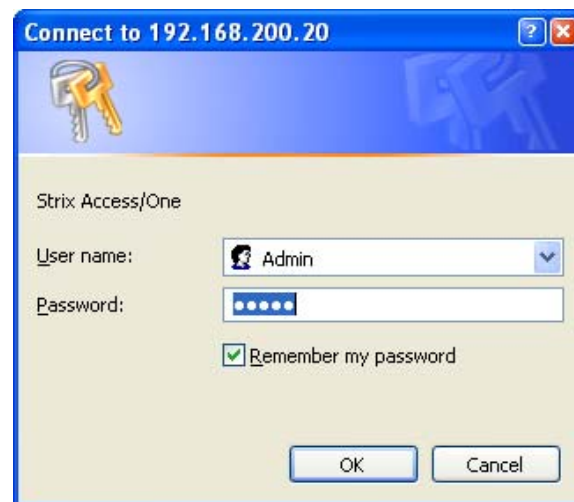 Connect to 192.168.200.20
Strix Access/One
User name: Admin
Password: •••••
Remember my password
OK Cancel